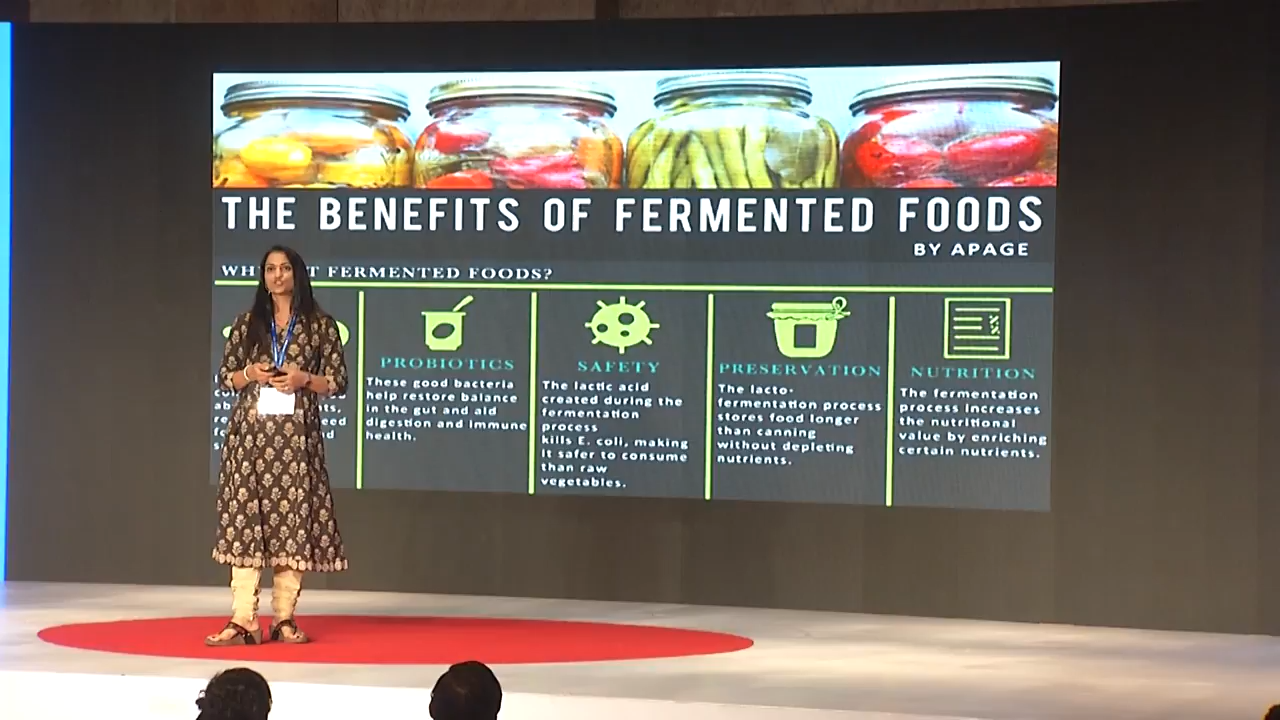 THE BENEFITS OF FERMENTED FOODS
BY APAGE
FERMENTED FOODS?
PROBIOTICS
These good bacteria
help restore balance
in the gut and aid
digestion and immune
health.
SAFETY
The lactic acid
created during the
fermentation
process
kills E. coli, making
it safer to consume
than raw
vegetables.
PRESERVATION
The lacto-
fermentation process
stores food longer
than canning
without depleting
nutrients.
NUTRITION
The fermentation
process increases
the nutritional
value by enriching
certain nutrients.